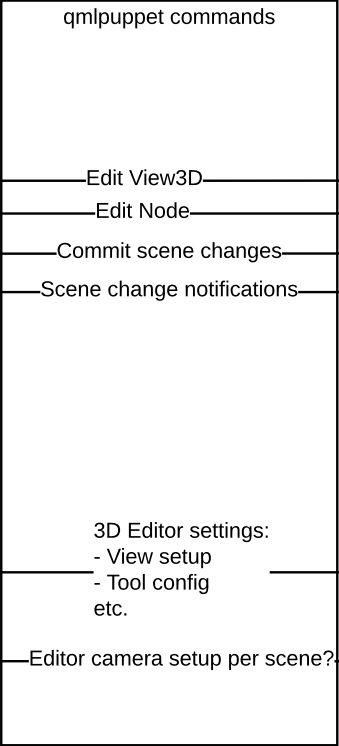 qmlpuppet commands
Edit View3D
Edit Node
Commit scene changes
Scene change notifications
3D Editor settings:
- View setup
- Tool config
etc.
Editor camera setup per scene?